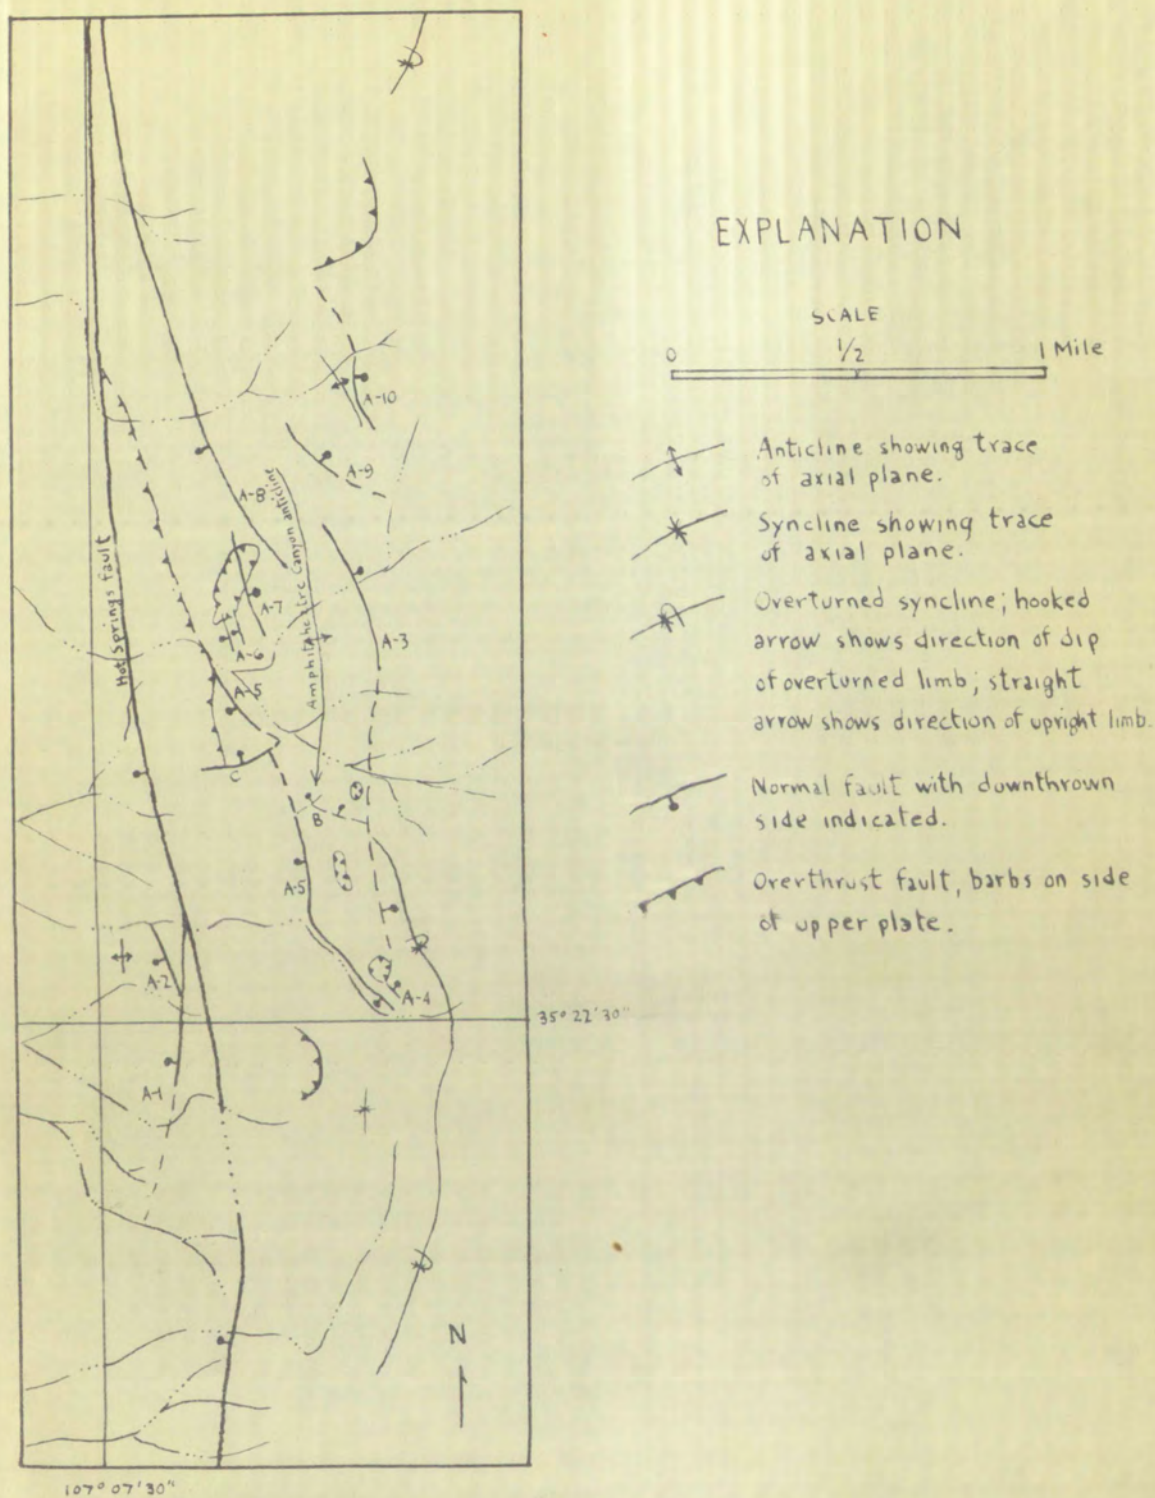 EXPLANATION
SCALE
0
1/2
1 Mile
Anticline showing trace
of axial plane.
Syncline showing trace
of axial plane.
Overturned syncline; hooked
arrow shows direction of dip
of overturned limb; straight
arrow shows direction of upright limb.
Normal fault with downthrown
side indicated.
Overthrust fault, barbs on side
of upper plate.
A-10
A-9
A-8
Hot Springs fault
A-7
A-3
A-6
A-5
C
B
A-5
A-2
A-4
35° 22' 30"
A-1
N
107° 07' 30"